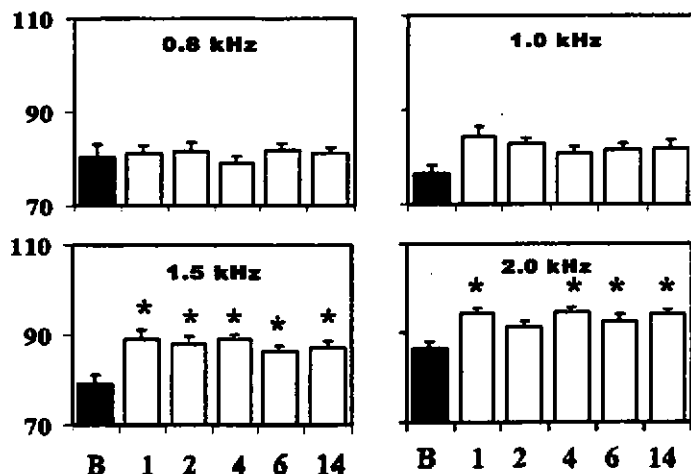 110
0.8 kHz
1.0 kHz
90
70
110
1.5 kHz
2.0 kHz
* * * * *
* * * *
90
70
B 1 2 4 6 14
B 1 2 4 6 14